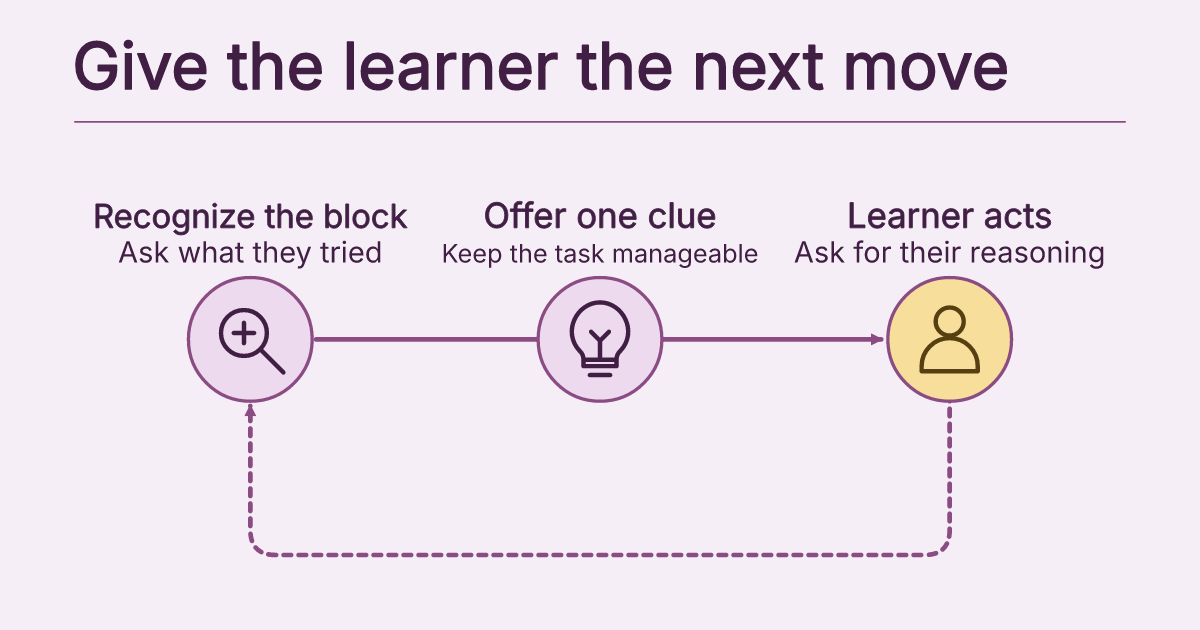 Give the learner the next move
Recognize the block
Ask what they tried
Offer one clue
Keep the task manageable
Learner acts
Ask for their reasoning